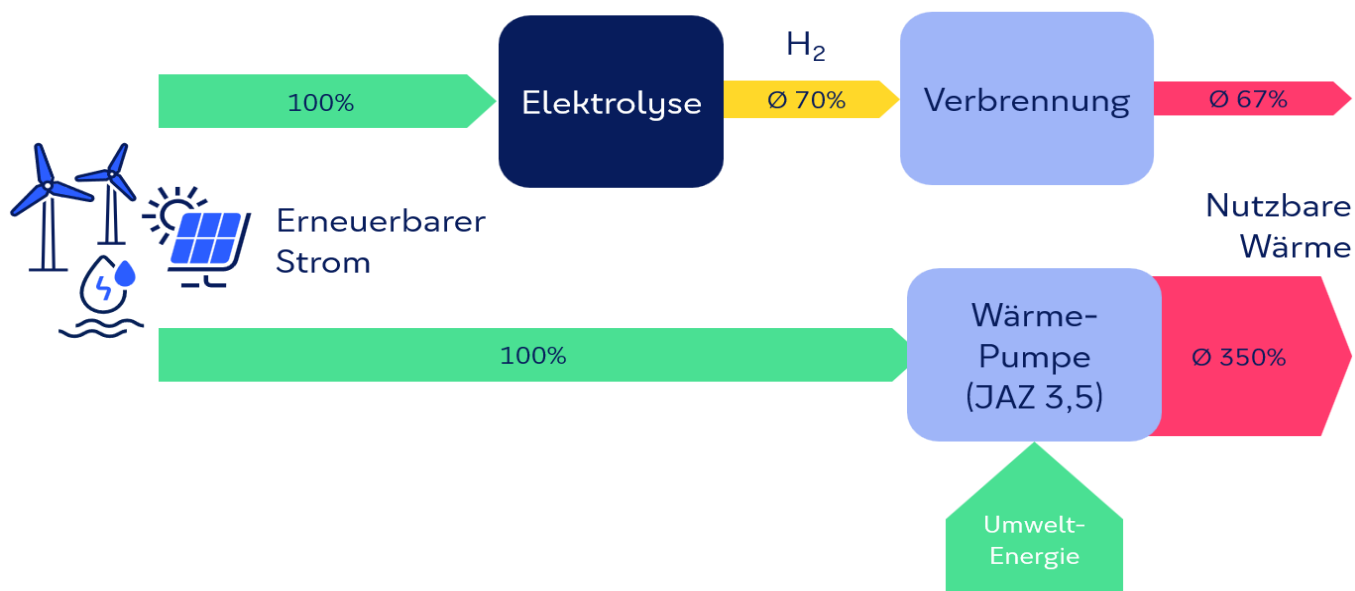 H₂
100%
Elektrolyse
Ø 70%
Verbrennung
Ø 67%
Erneuerbarer
Strom
Nutzbare
Wärme
100%
Wärme-
Pumpe
(JAZ 3,5)
Ø 350%
Umwelt-
Energie